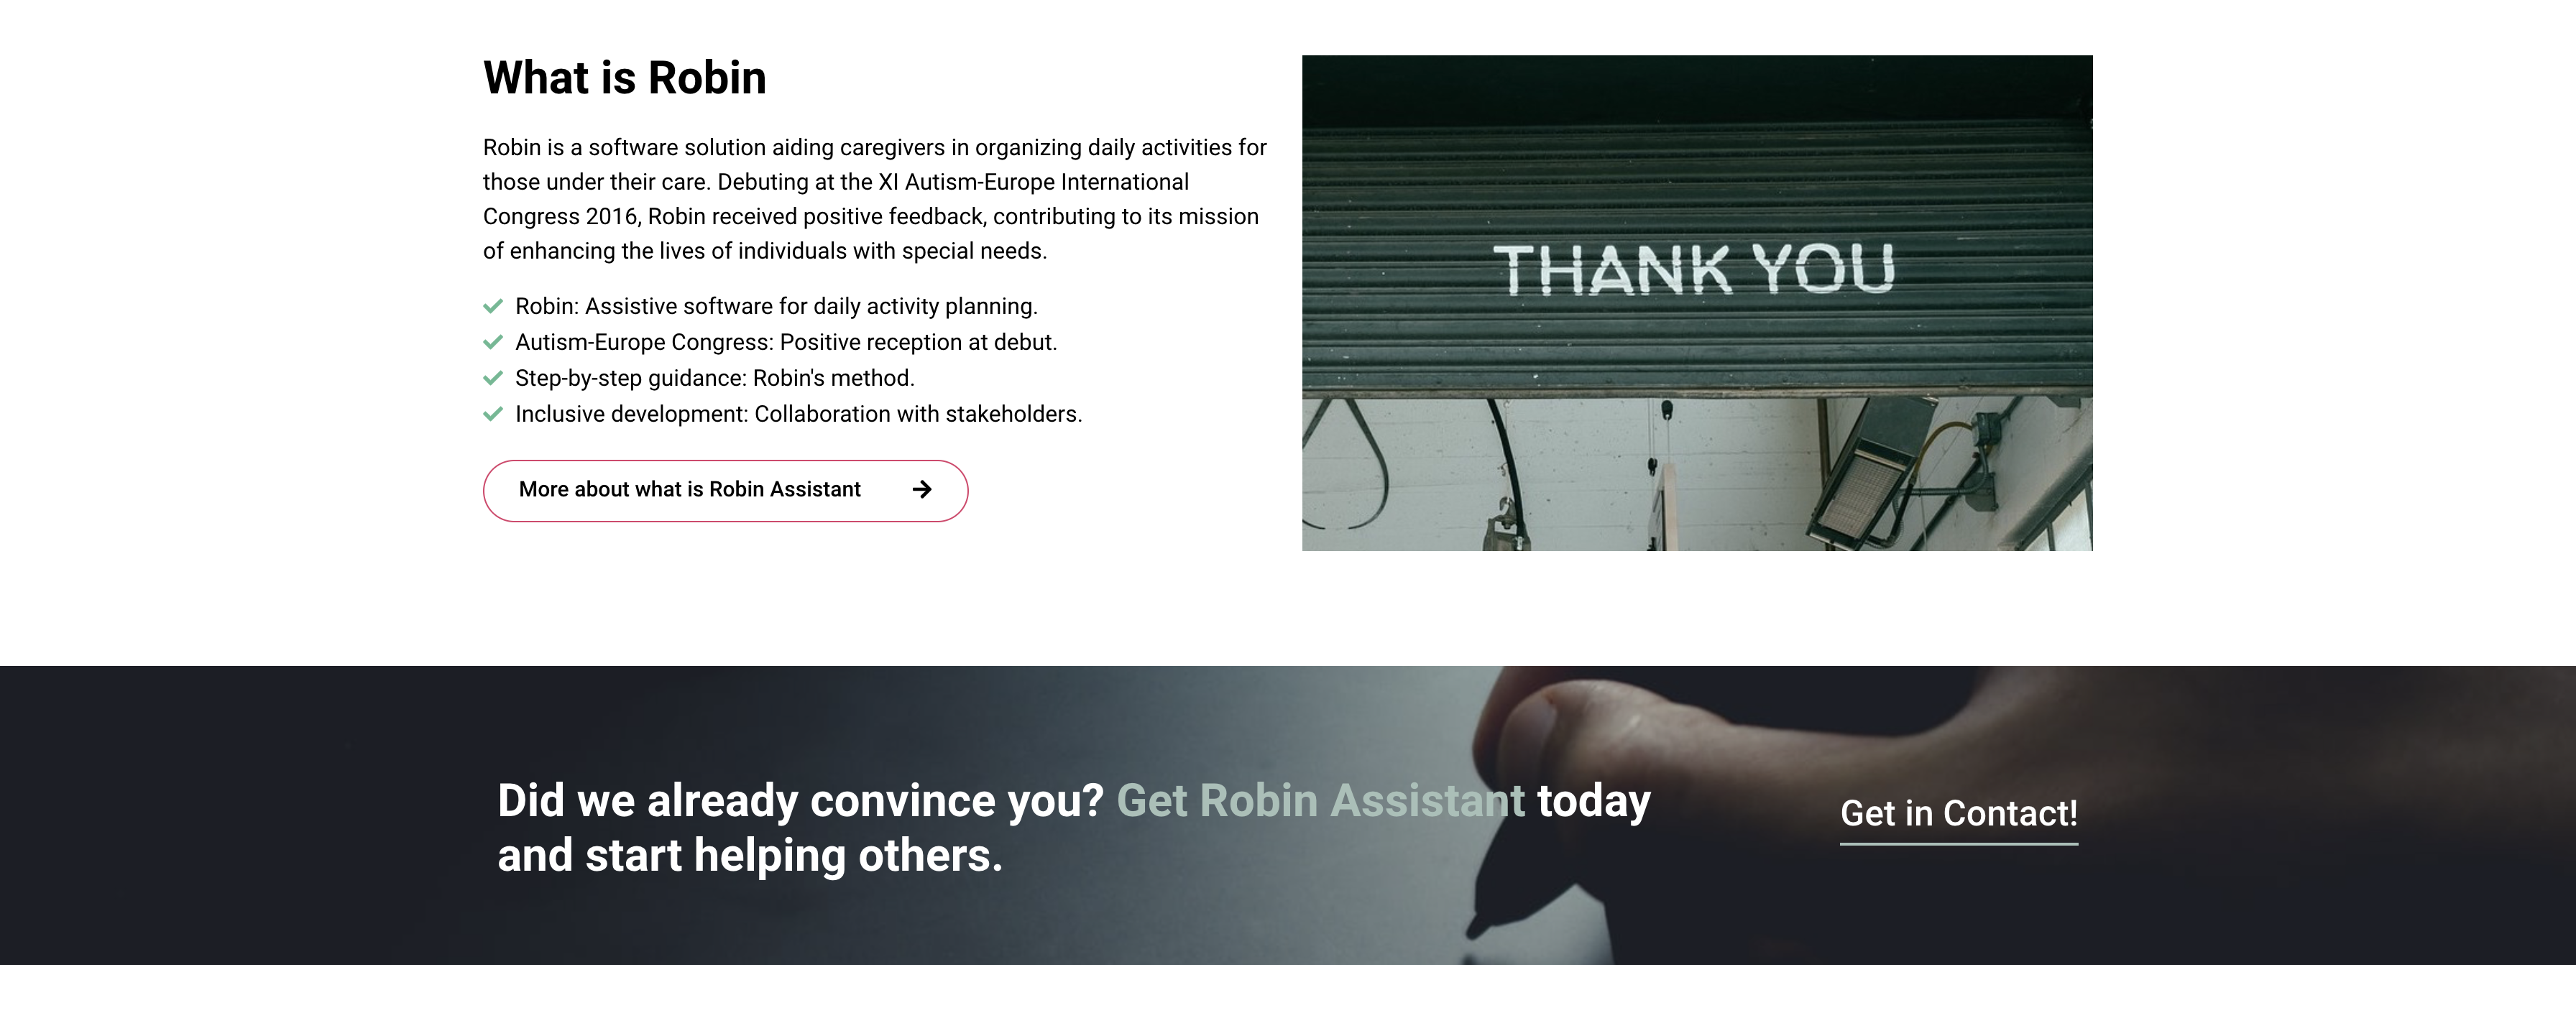 What is Robin
Robin is a software solution aiding caregivers in organizing daily activities for
those under their care. Debuting at the XI Autism-Europe International
Congress 2016, Robin received positive feedback, contributing to its mission
of enhancing the lives of individuals with special needs.
Robin: Assistive software for daily activity planning.
Autism-Europe Congress: Positive reception at debut.
Step-by-step guidance: Robin's method.
Inclusive development: Collaboration with stakeholders.
More about what is Robin Assistant
THANK YOU
Did we already convince you? Get Robin Assistant today
and start helping others.
Get in Contact!